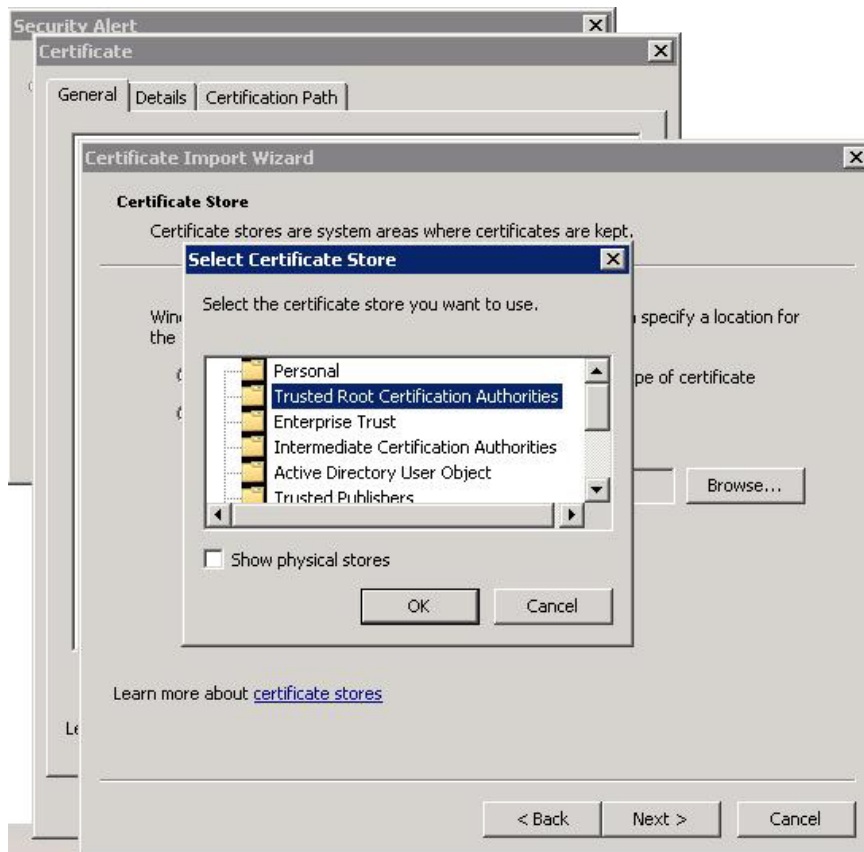 Security Alert
Certificate
General Details Certification Path
Certificate Import Wizard
Certificate Store
Certificate stores are system areas where certificates are kept.
Select Certificate Store
Select the certificate store you want to use.
specify a location for
the
pe of certificate
Personal
Trusted Root Certification Authorities
Enterprise Trust
Intermediate Certification Authorities
Active Directory User Object
Trusted Publishers
Browse...
Show physical stores
OK Cancel
Learn more about certificate stores
< Back Next > Cancel